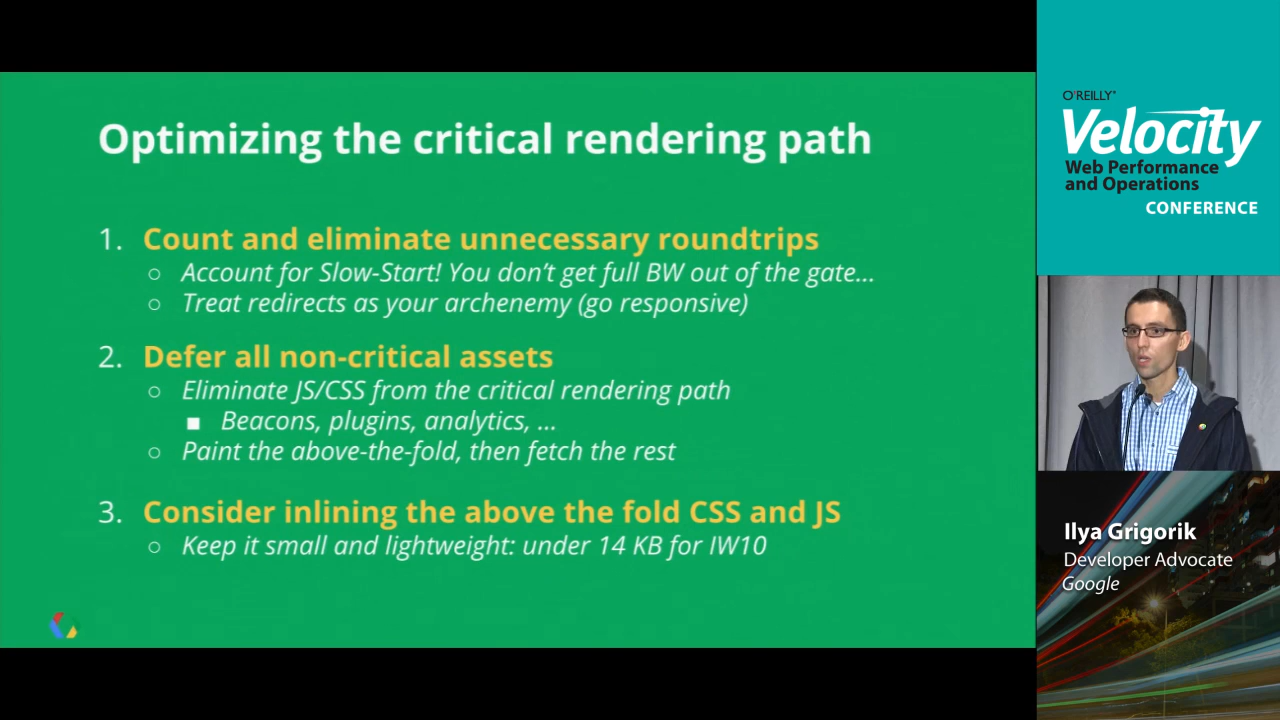 Optimizing the critical rendering path
1. Count and eliminate unnecessary roundtrips
○ Account for Slow-Start! You don't get full BW out of the gate...
○ Treat redirects as your archenemy (go responsive)
2. Defer all non-critical assets
○ Eliminate JS/CSS from the critical rendering path
■ Beacons, plugins, analytics, ...
○ Paint the above-the-fold, then fetch the rest
3. Consider inlining the above the fold CSS and JS
○ Keep it small and lightweight: under 14 KB for IW10
O'REILLY®
Velocity
Web Performance
and Operations
CONFERENCE
Ilya Grigorik
Developer Advocate
Google